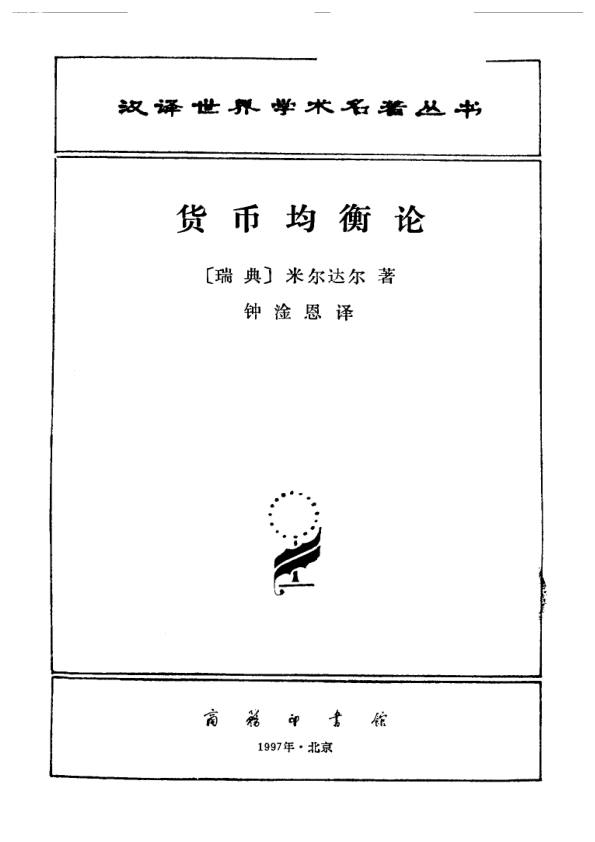 汉译世界学术名著丛书
货币均衡论
〔瑞典〕米尔达尔 著
钟淦恩 译
商务印书馆
1997年·北京